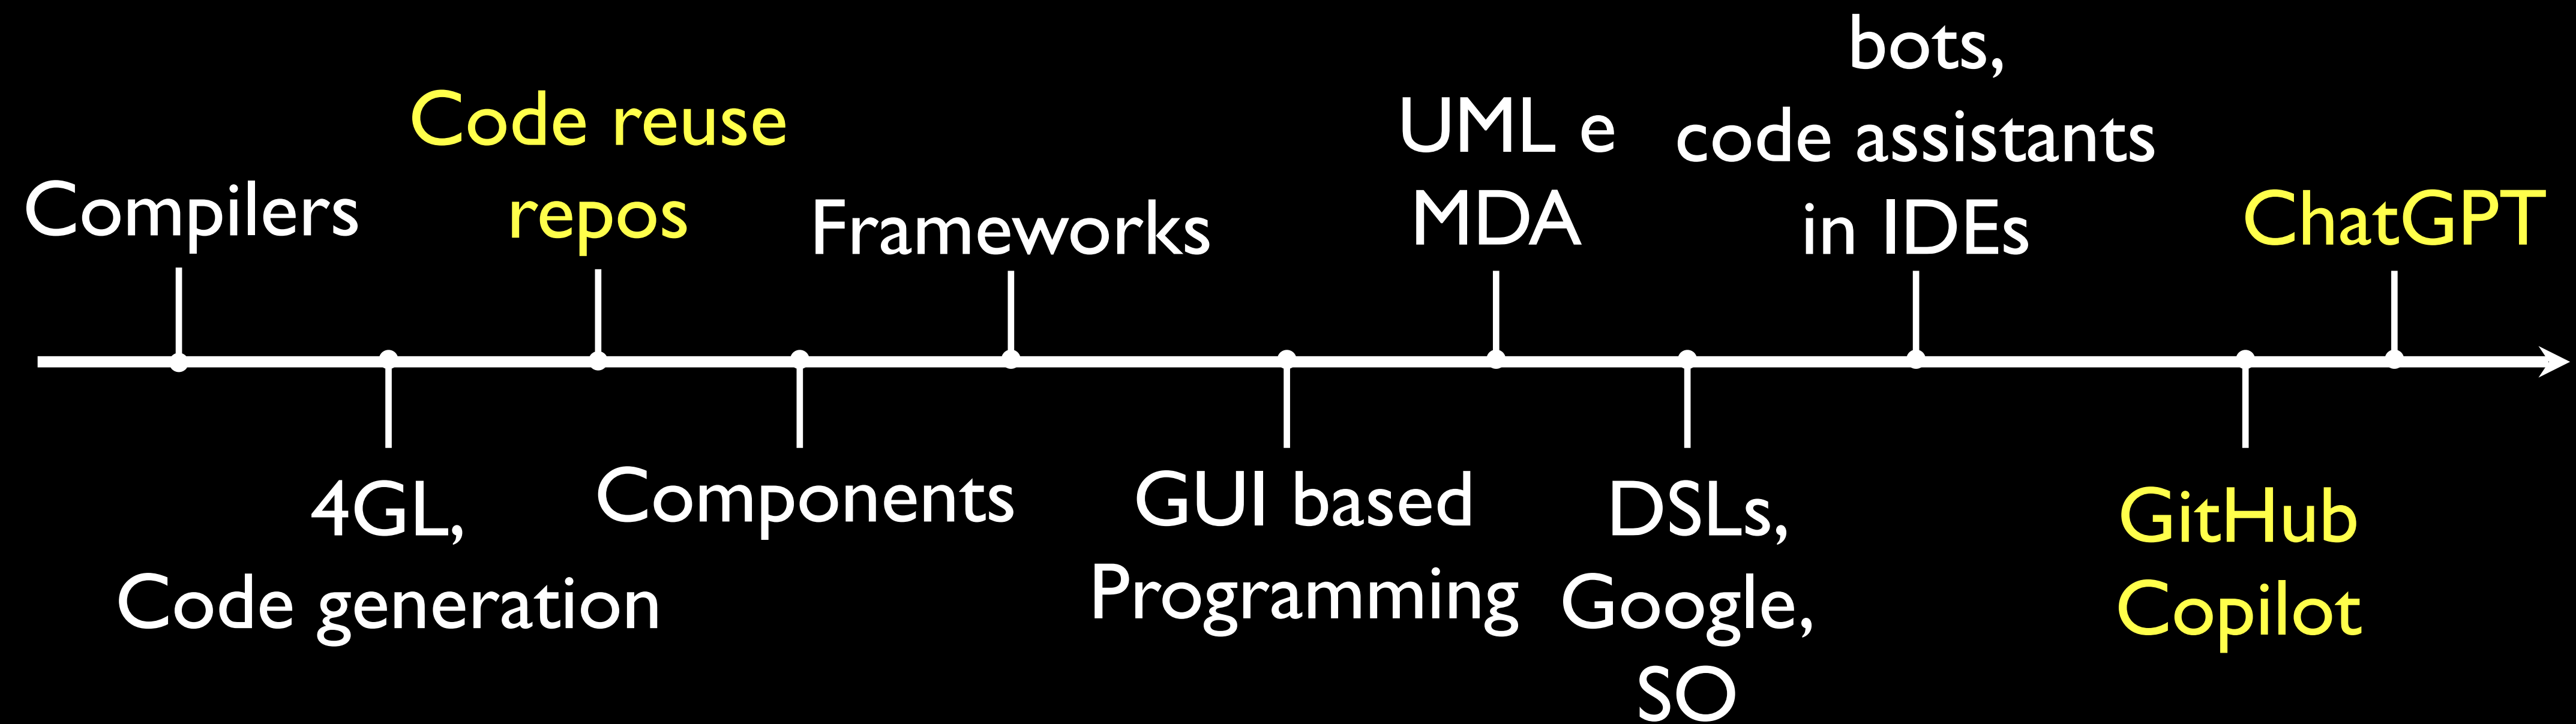 Compilers
Code reuse
repos
Frameworks
UML e
MDA
bots,
code assistants
in IDEs
ChatGPT
4GL,
Code generation
Components
GUI based
Programming
DSLs,
Google,
SO
GitHub
Copilot